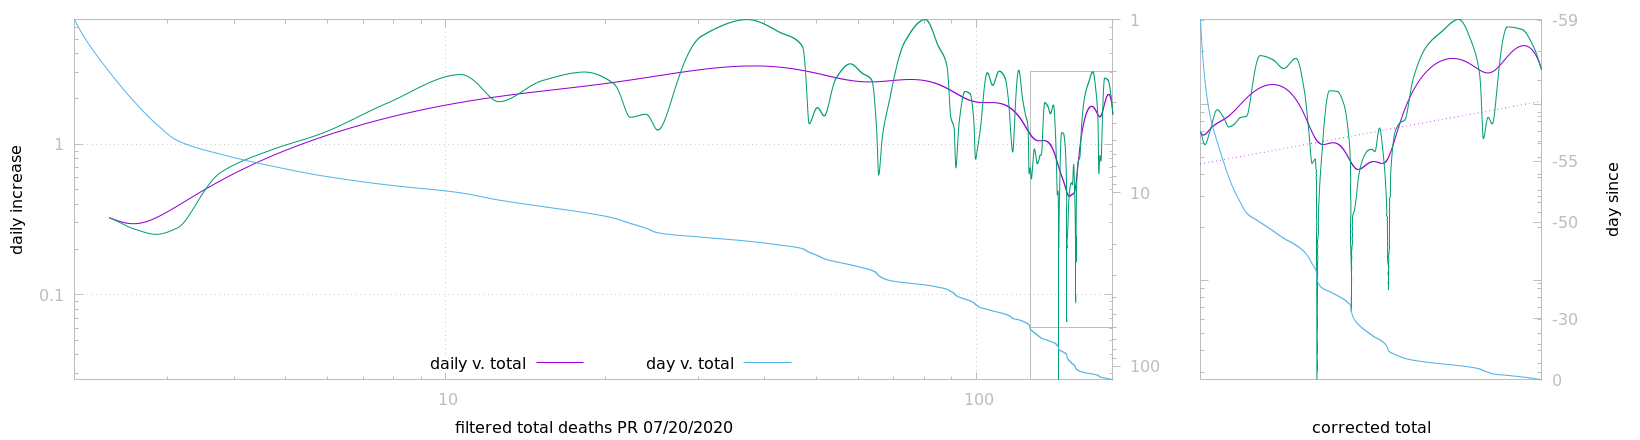 daily increase
1
0.1
10
100
1
10
100
daily v. total
day v. total
filtered total deaths PR 07/20/2020
-59
-55
-50
-30
0
day since
corrected total